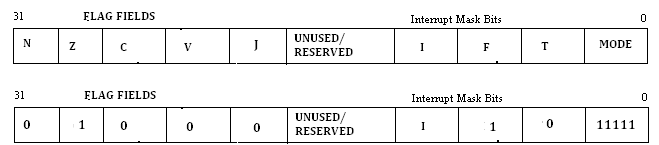 31 FLAG FIELDS Interrupt Mask Bits 0
N Z C V J UNUSED/ RESERVED I F T MODE
31 FLAG FIELDS Interrupt Mask Bits 0
0 1 0 0 0 UNUSED/ RESERVED I 1 0 11111